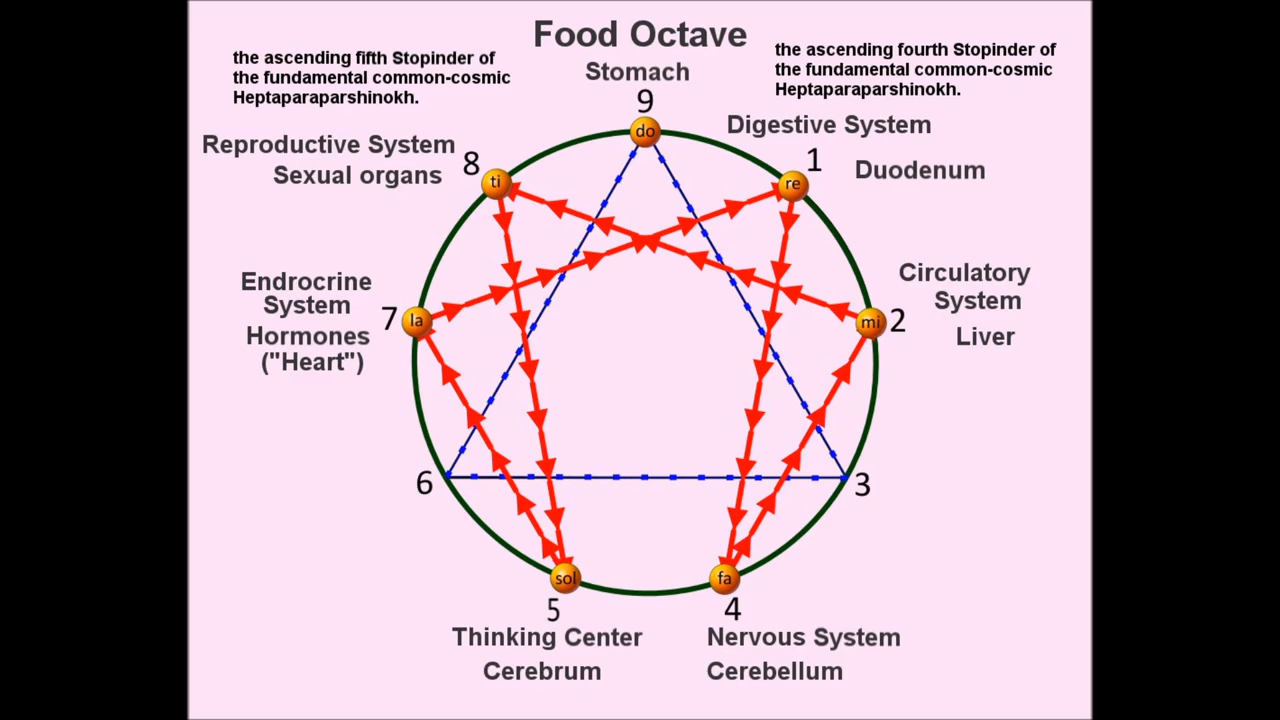 Food Octave
the ascending fifth Stopinder of
the fundamental common-cosmic
Heptaparaparshinokh.
the ascending fourth Stopinder of
the fundamental common-cosmic
Heptaparaparshinokh.
Stomach
9
do
Digestive System
Reproductive System
8
ti
Sexual organs
1
re
Duodenum
Circulatory
System
mi
2
Liver
Endrocrine
System
7
la
Hormones
("Heart")
6
3
sol
fa
5
4
Thinking Center
Nervous System
Cerebrum
Cerebellum